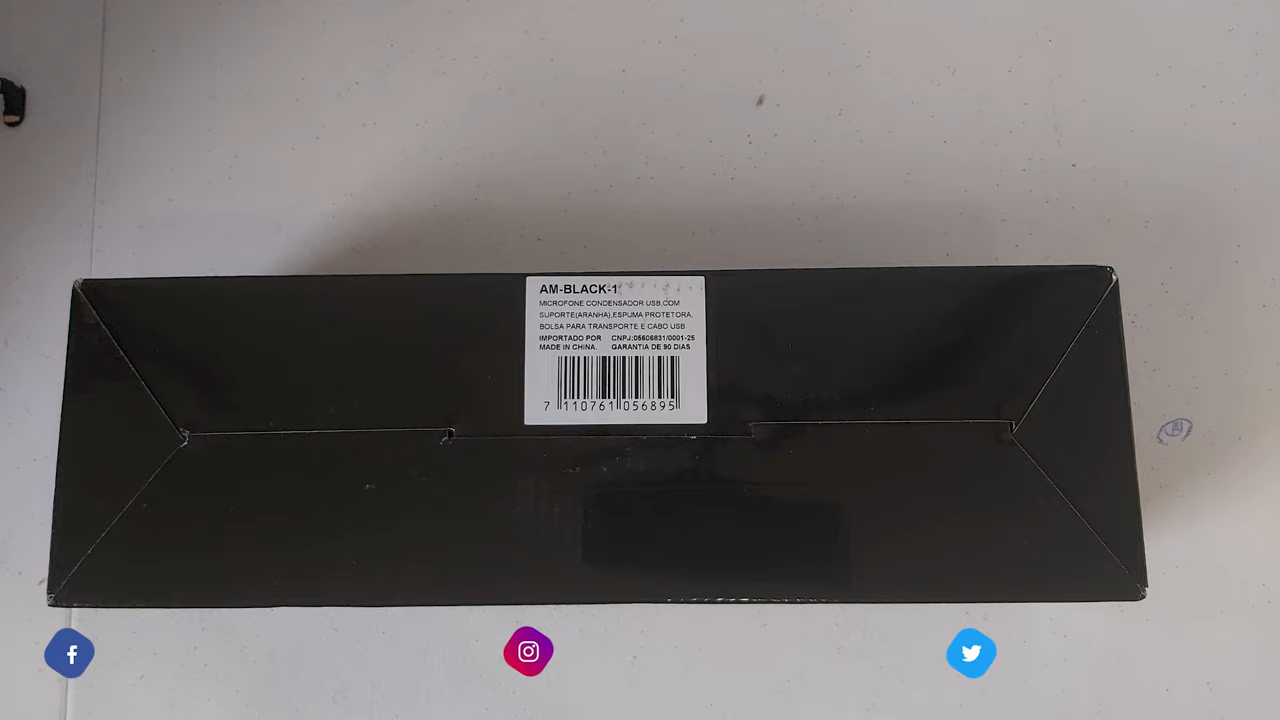 AM-BLACK-1
MICROFONE CONDENSADOR USB,COM
SUPORTE(ARANHA),ESPUMA PROTETORA,
BOLSA PARA TRANSPORTE E CABO USB
IMPORTADO POR CNPJ:05606831/0001-25
MADE IN CHINA. GARANTIA DE 90 DIAS
7 110761 056895